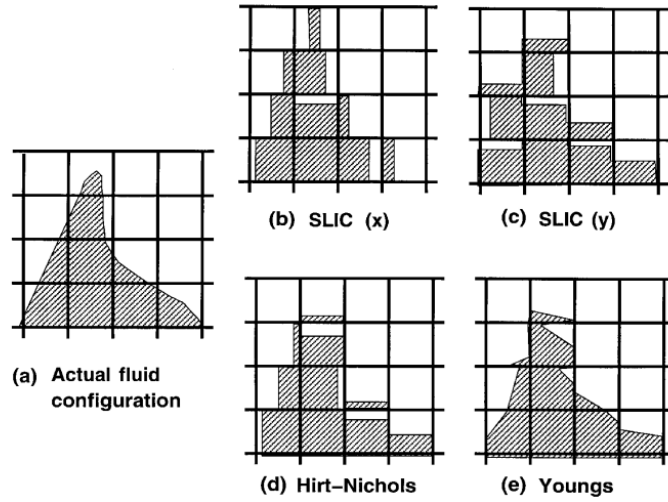 (b) SLIC (x)
(c) SLIC (y)
(a) Actual fluid
configuration
(d) Hirt–Nichols
(e) Youngs